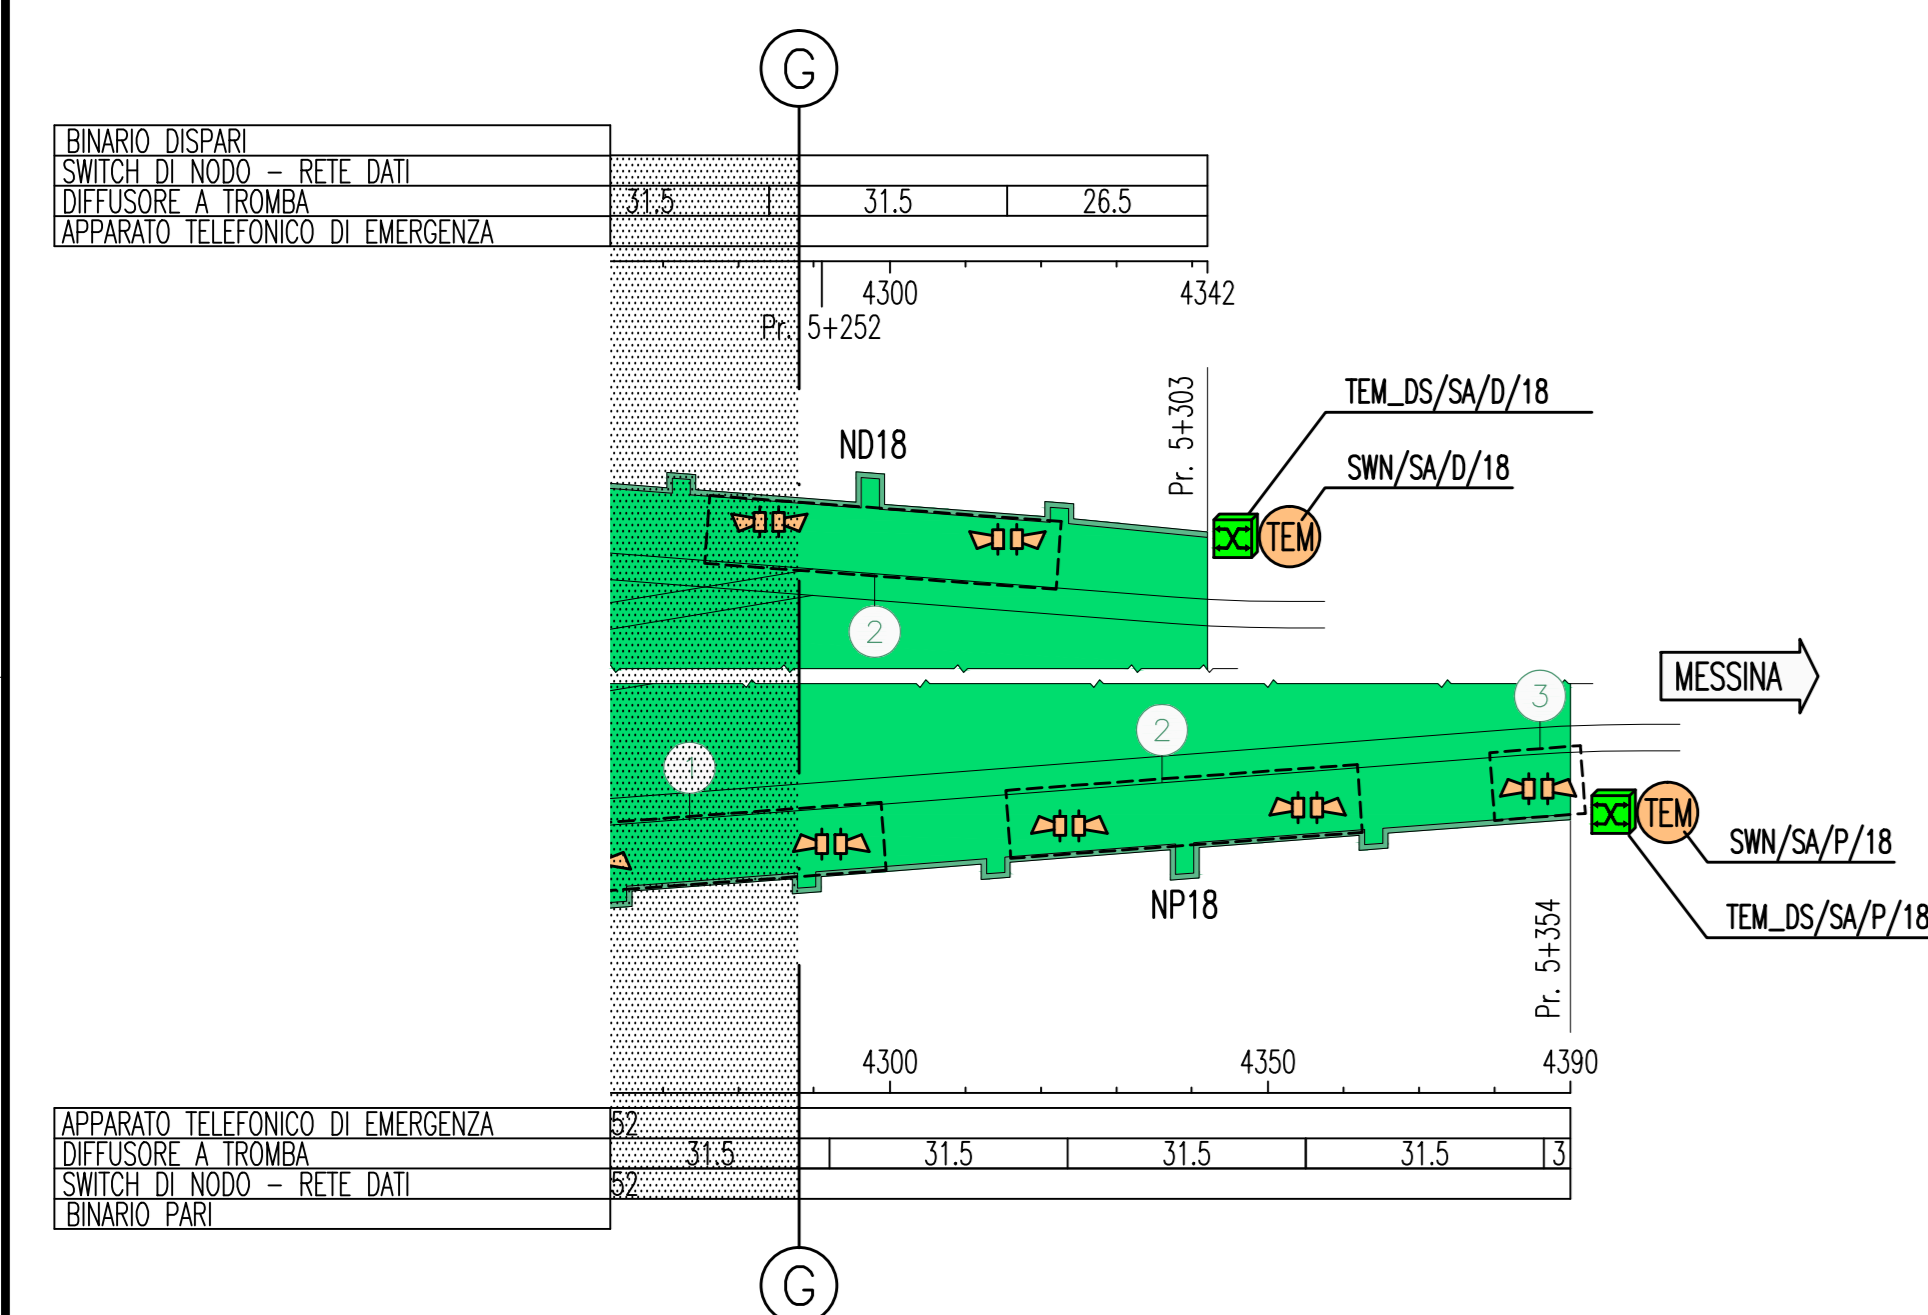 G
BINARIO DISPARI
SWITCH DI NODO – RETE DATI
DIFFUSORE A TROMBA 31.5 31.5 26.5
APPARATO TELEFONICO DI EMERGENZA
4300 4342
Pr. 5+252
Pr. 5+303
TEM_DS/SA/D/18
ND18
SWN/SA/D/18
TEM
2
MESSINA
3
2
1
TEM
SWN/SA/P/18
NP18
TEM_DS/SA/P/18
Pr. 5+354
4300 4350 4390
APPARATO TELEFONICO DI EMERGENZA 52
DIFFUSORE A TROMBA 31.5 31.5 31.5 31.5 3
SWITCH DI NODO – RETE DATI 52
BINARIO PARI
G